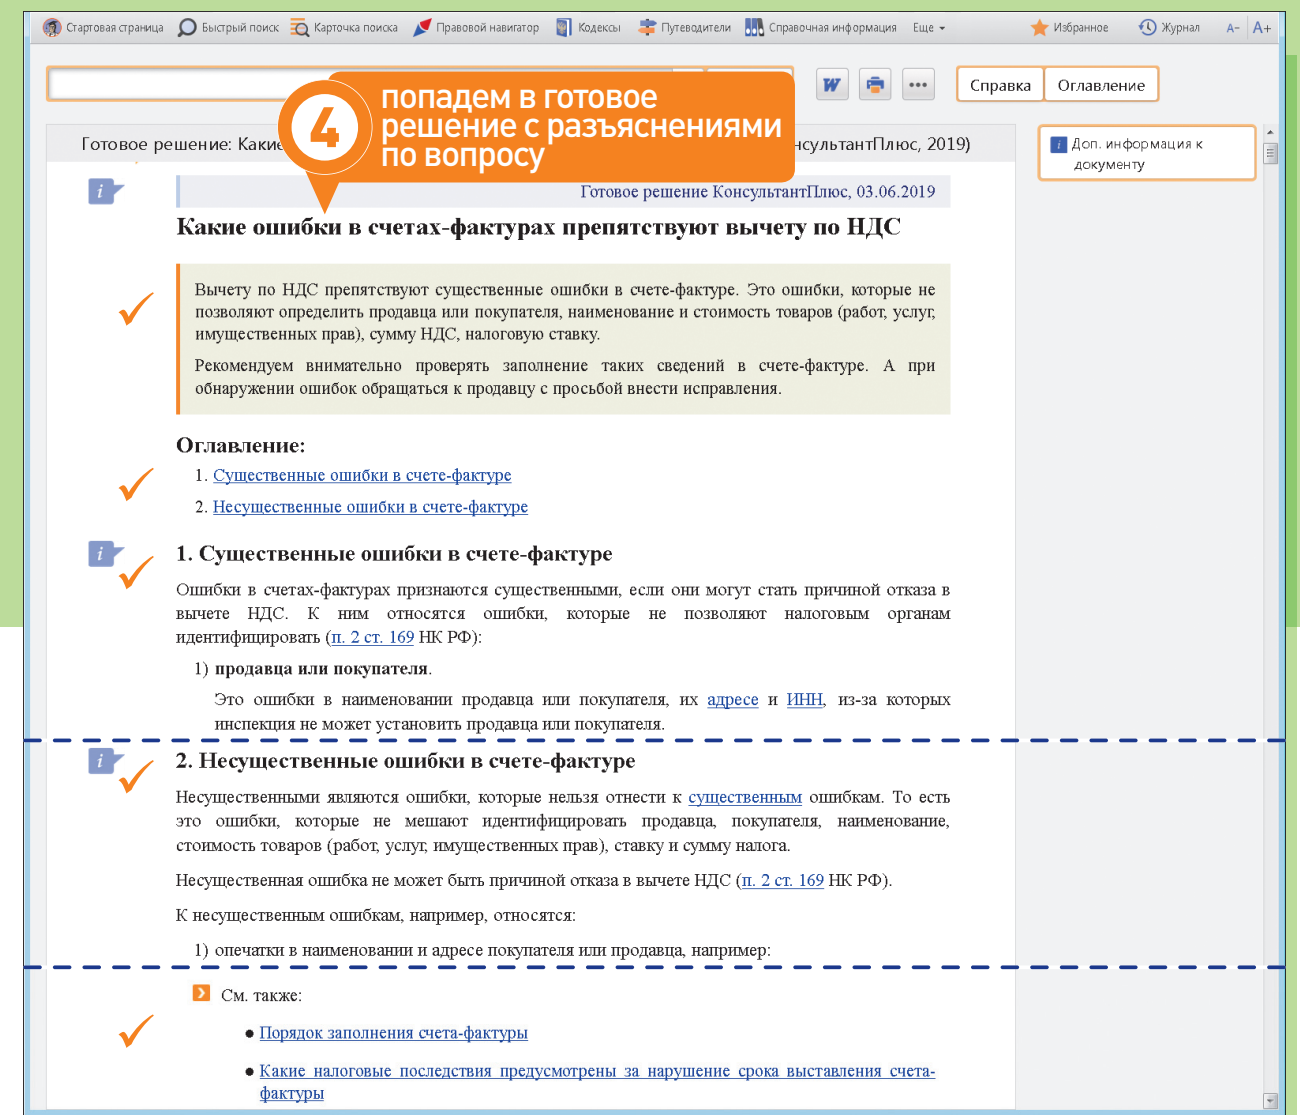 Стартовая страница Быстрый поиск Карточка поиска Правовой навигатор Кодексы Путеводители Справочная информация Еще Избранное Журнал A− A+
W Справка Оглавление
4
попадем в готовое
решение с разъяснениями
по вопросу
Готовое решение: Какие нсультантПлюс, 2019)
i Доп. информация к
документу
i
Готовое решение КонсультантПлюс, 03.06.2019
Какие ошибки в счетах-фактурах препятствуют вычету по НДС
Вычету по НДС препятствуют существенные ошибки в счете-фактуре. Это ошибки, которые не
позволяют определить продавца или покупателя, наименование и стоимость товаров (работ, услуг,
имущественных прав), сумму НДС, налоговую ставку.
Рекомендуем внимательно проверять заполнение таких сведений в счете-фактуре. А при
обнаружении ошибок обращаться к продавцу с просьбой внести исправления.
Оглавление:
1. Существенные ошибки в счете-фактуре
2. Несущественные ошибки в счете-фактуре
i
1. Существенные ошибки в счете-фактуре
Ошибки в счетах-фактурах признаются существенными, если они могут стать причиной отказа в
вычете НДС. К ним относятся ошибки, которые не позволяют налоговым органам
идентифицировать (п. 2 ст. 169 НК РФ):
1) продавца или покупателя.
Это ошибки в наименовании продавца или покупателя, их адресе и ИНН, из-за которых
инспекция не может установить продавца или покупателя.
i
2. Несущественные ошибки в счете-фактуре
Несущественными являются ошибки, которые нельзя отнести к существенным ошибкам. То есть
это ошибки, которые не мешают идентифицировать продавца, покупателя, наименование,
стоимость товаров (работ, услуг, имущественных прав), ставку и сумму налога.
Несущественная ошибка не может быть причиной отказа в вычете НДС (п. 2 ст. 169 НК РФ).
К несущественным ошибкам, например, относятся:
1) опечатки в наименовании и адресе покупателя или продавца, например:
См. также:
● Порядок заполнения счета-фактуры
● Какие налоговые последствия предусмотрены за нарушение срока выставления счета-
фактуры